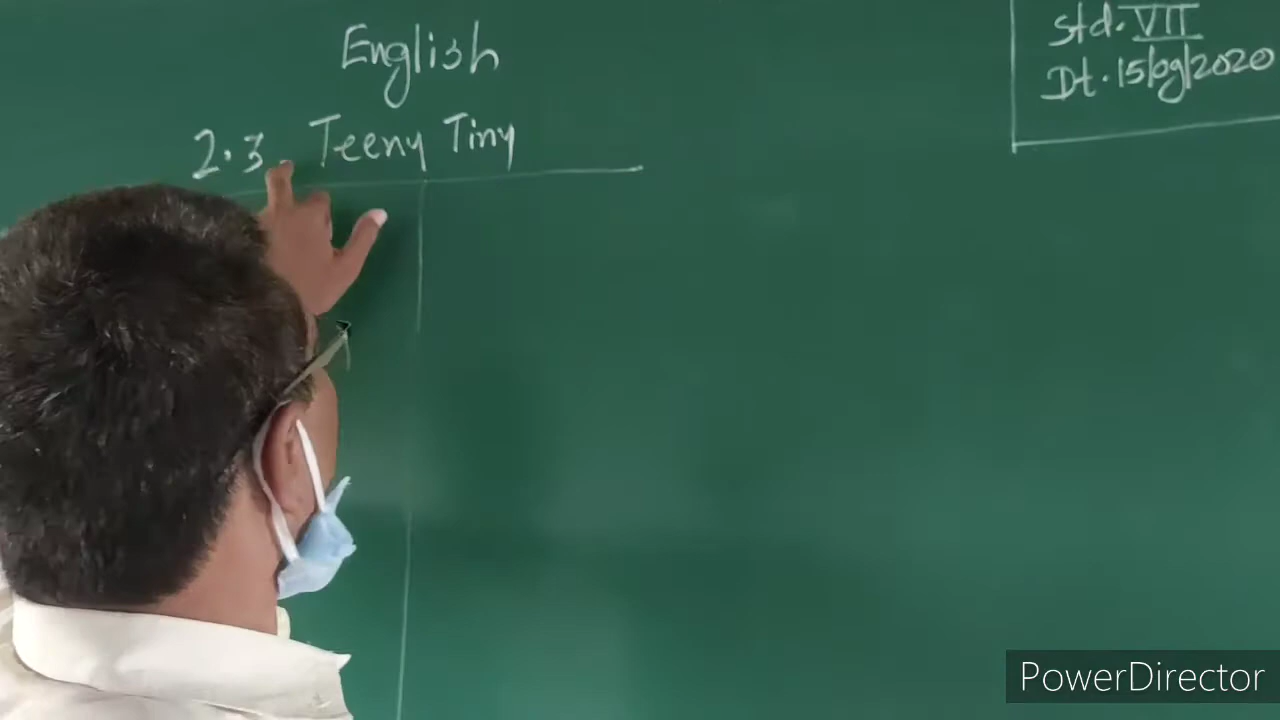 English
2.3 Teeny Tiny
Std. VII
Dt. 15/09/2020
PowerDirector